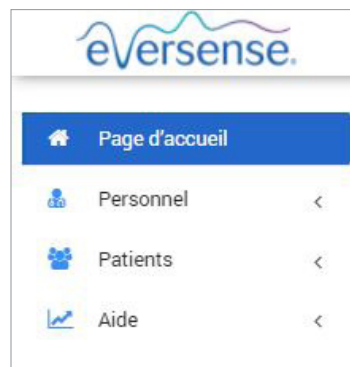 eversense.
Page d'accueil
Personnel
Patients
Aide